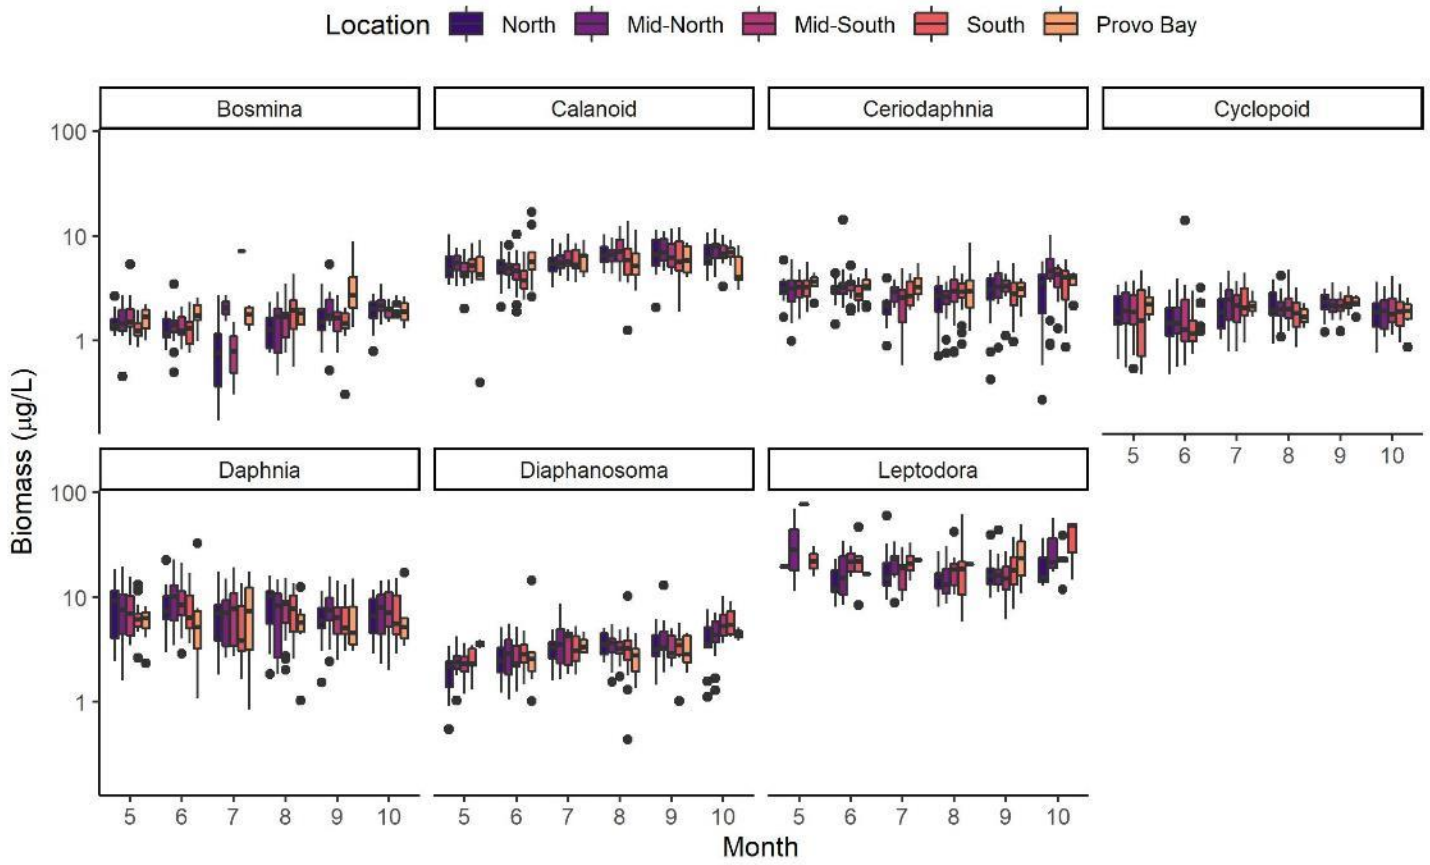 Location North Mid-North Mid-South South Provo Bay
Bosmina Calanoid Ceriodaphnia Cyclopoid
100
10
1
5 6 7 8 9 10
Daphnia Diaphanosoma Leptodora
100
10
1
5 6 7 8 9 10 5 6 7 8 9 10 5 6 7 8 9 10
Biomass (μg/L)
Month